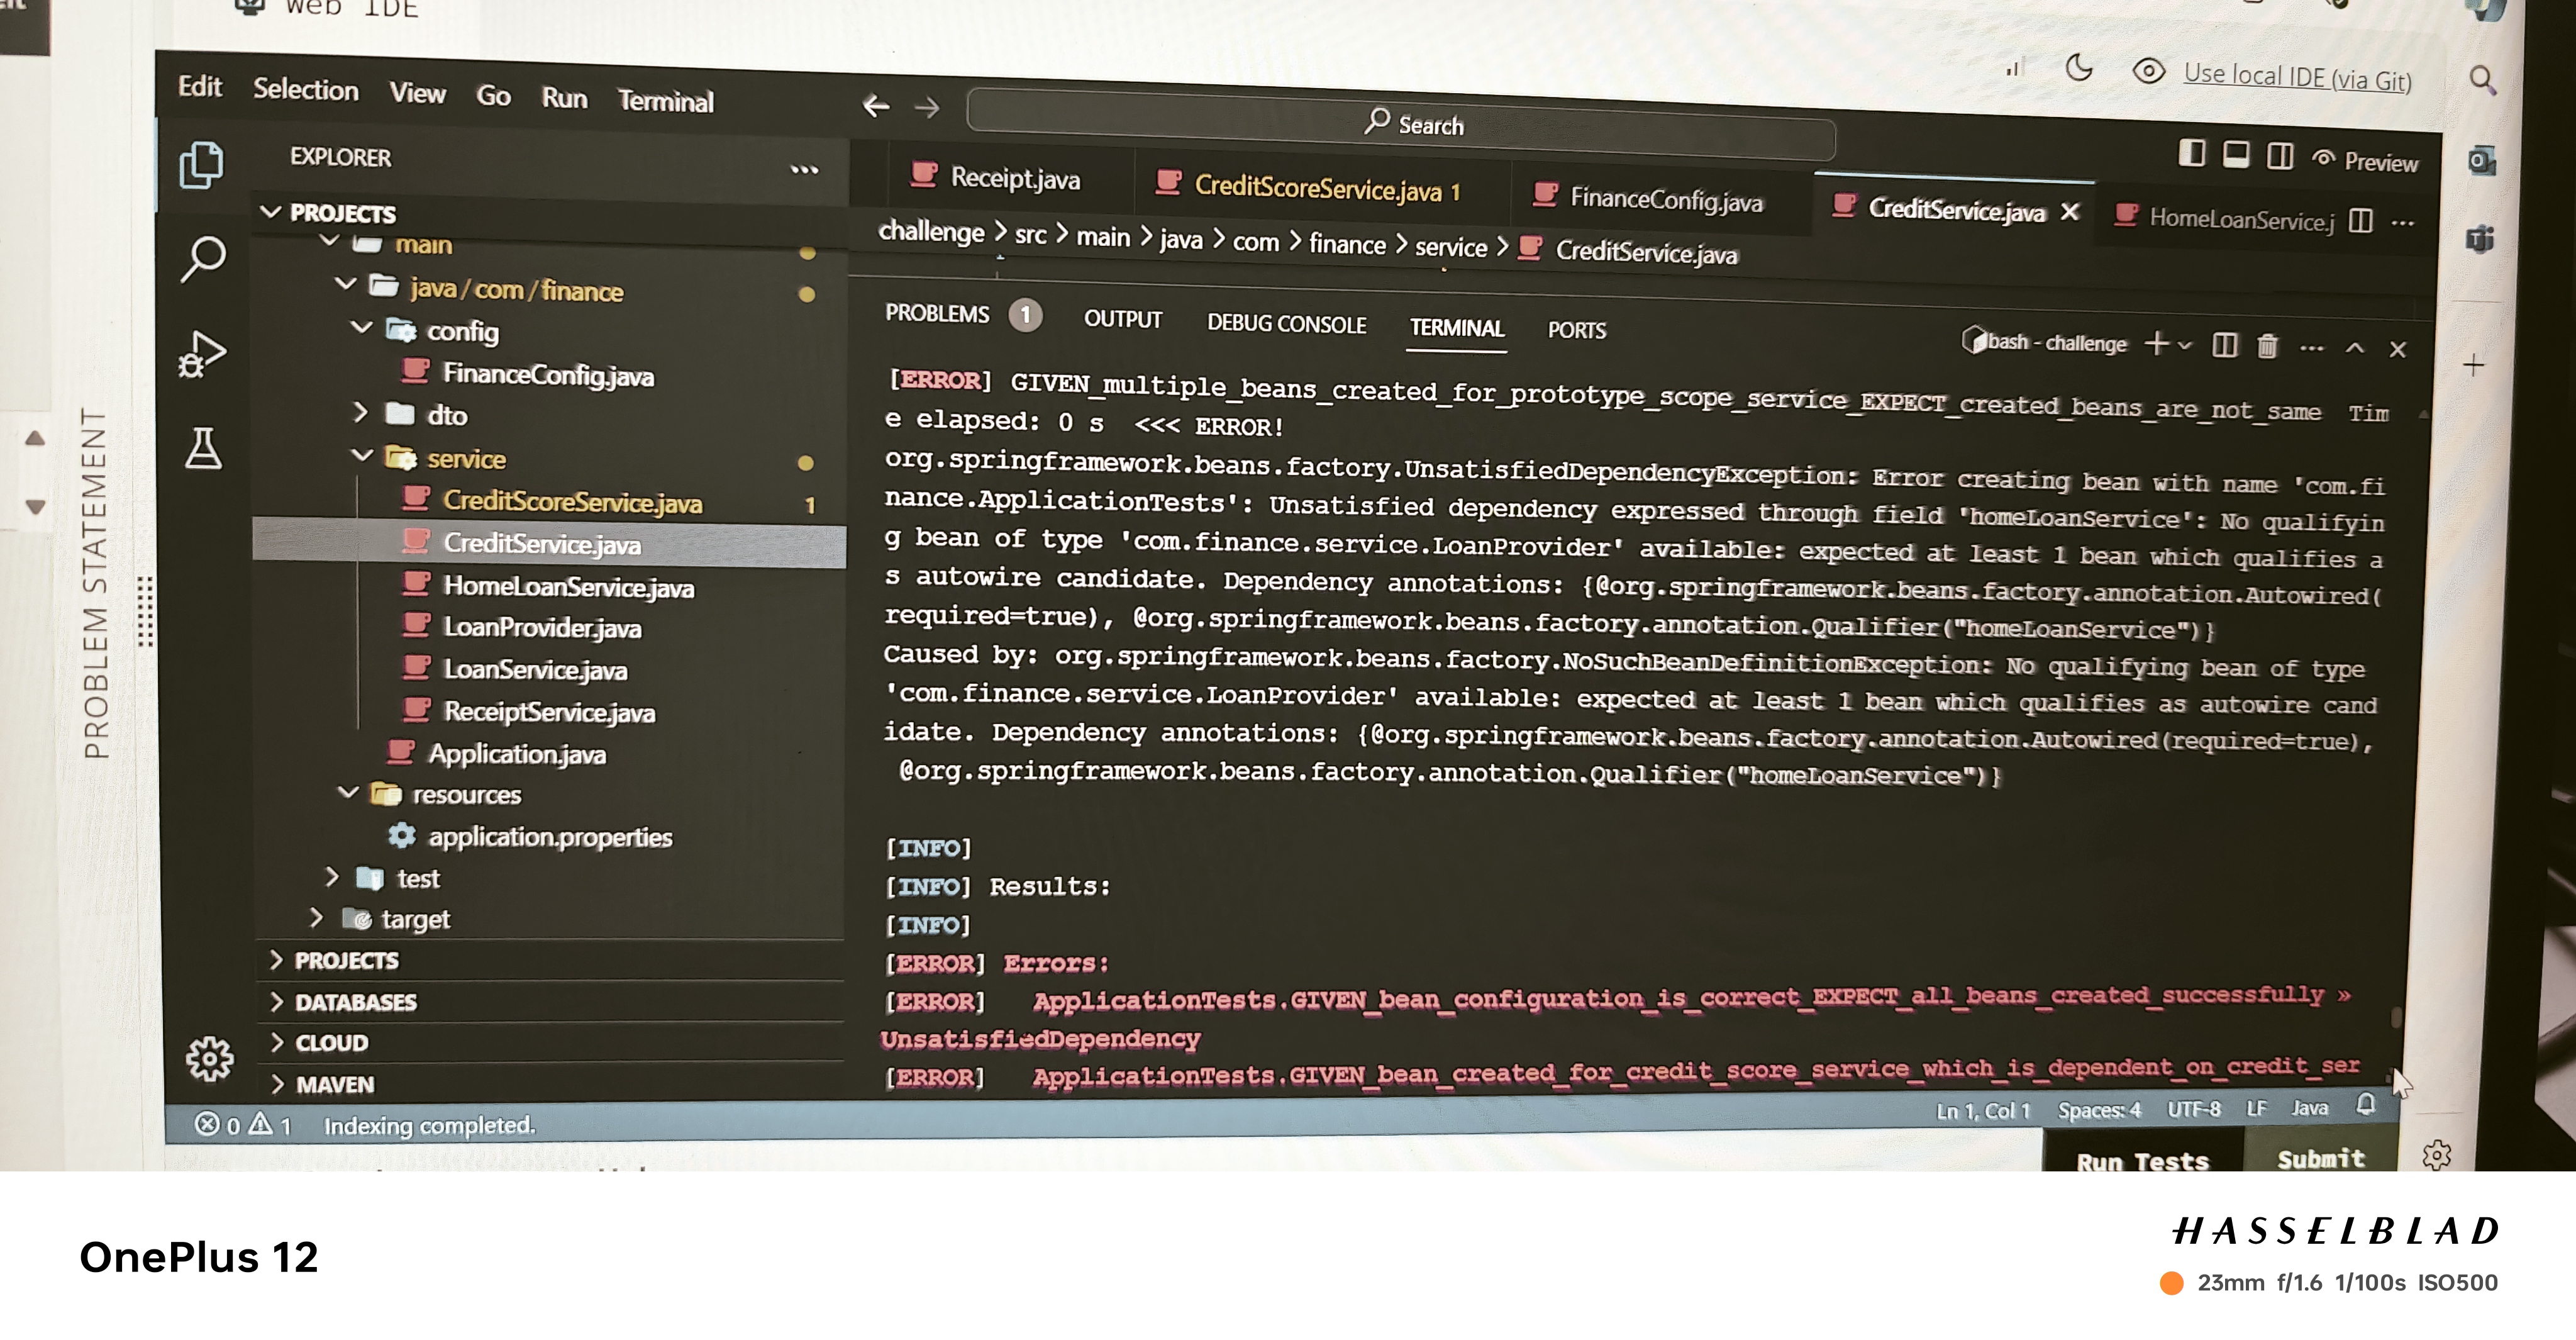 Web IDE
Use local IDE (via Git)
Edit Selection View Go Run Terminal
Search
Preview
EXPLORER
PROJECTS
main
java/com/finance
config
FinanceConfig.java
dto
service
CreditScoreService.java 1
CreditService.java
HomeLoanService.java
LoanProvider.java
LoanService.java
ReceiptService.java
Application.java
resources
application.properties
test
target
PROJECTS
DATABASES
CLOUD
MAVEN
Receipt.java CreditScoreService.java 1 FinanceConfig.java CreditService.java HomeLoanService.j
challenge > src > main > java > com > finance > service > CreditService.java
PROBLEMS 1 OUTPUT DEBUG CONSOLE TERMINAL PORTS
bash - challenge
[ERROR] GIVEN_multiple_beans_created_for_prototype_scope_service_EXPECT_created_beans_are_not_same Tim
e elapsed: 0 s <<< ERROR!
org.springframework.beans.factory.UnsatisfiedDependencyException: Error creating bean with name 'com.fi
nance.ApplicationTests': Unsatisfied dependency expressed through field 'homeLoanService': No qualifyin
g bean of type 'com.finance.service.LoanProvider' available: expected at least 1 bean which qualifies a
s autowire candidate. Dependency annotations: {@org.springframework.beans.factory.annotation.Autowired(
required=true), @org.springframework.beans.factory.annotation.Qualifier("homeLoanService")}
Caused by: org.springframework.beans.factory.NoSuchBeanDefinitionException: No qualifying bean of type
'com.finance.service.LoanProvider' available: expected at least 1 bean which qualifies as autowire cand
idate. Dependency annotations: {@org.springframework.beans.factory.annotation.Autowired(required=true),
@org.springframework.beans.factory.annotation.Qualifier("homeLoanService")}
[INFO]
[INFO] Results:
[INFO]
[ERROR] Errors:
[ERROR] ApplicationTests.GIVEN_bean_configuration_is_correct_EXPECT_all_beans_created_successfully »
UnsatisfiedDependency
[ERROR] ApplicationTests.GIVEN_bean_created_for_credit_score_service_which_is_dependent_on_credit_ser
0 1 Indexing completed.
Ln 1, Col 1 Spaces: 4 UTF-8 LF Java
Run Tests Submit
PROBLEM STATEMENT
OnePlus 12
HASSELBLAD
23mm f/1.6 1/100s ISO500